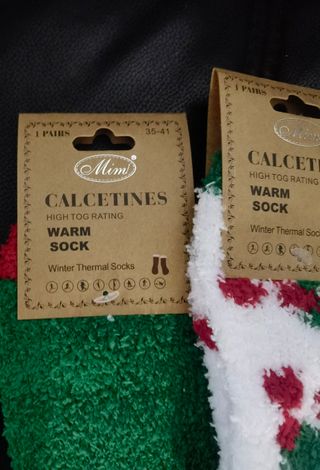 1 PAIRS 35-41
Mimi®
CALCETINES
HIGH TOG RATING
WARM
SOCK
Winter Thermal Socks
1 PAIRS
CALCETIN
HIGH TOG RATING
WARM
SOCK
Winter Thermal Socks